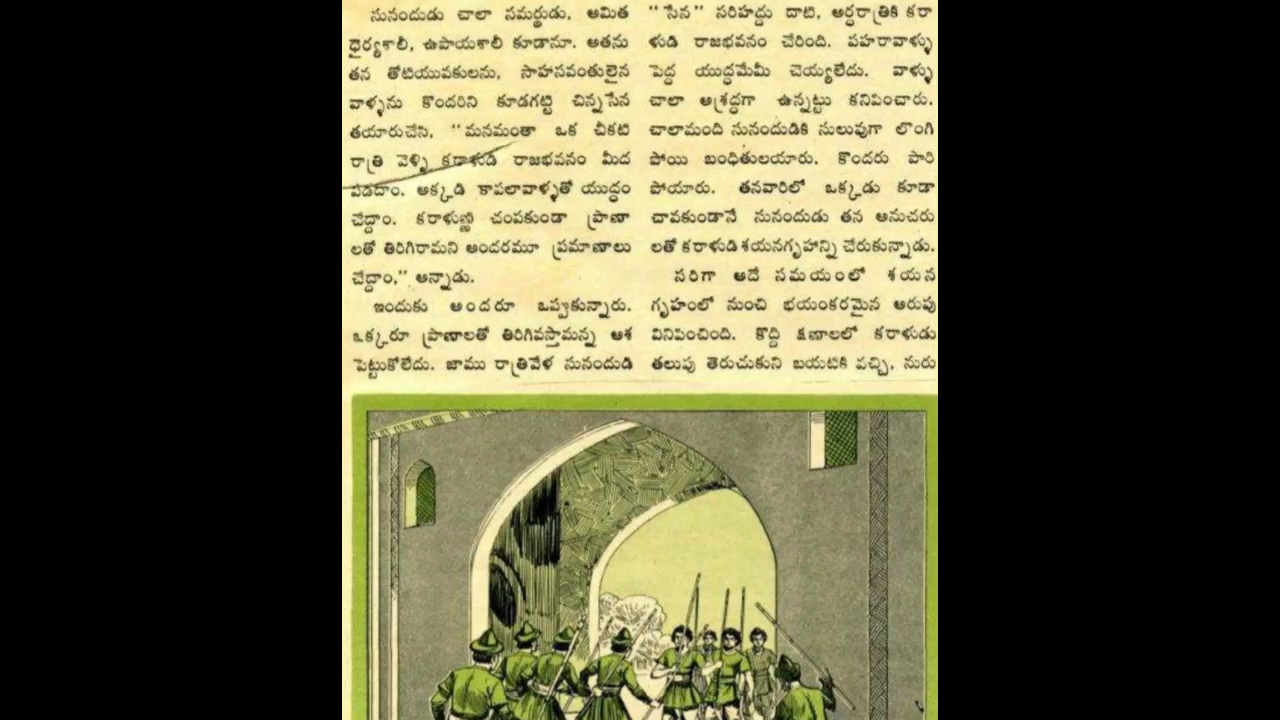 సునందుడు చాలా సమర్థుడు, అమిత
ధైర్యశాలీ, ఉపాయశాలీ కూడానూ. అతను
తన తోటియువకులను, సాహసవంతులైన
వాళ్ళను కొందరిని కూడగట్టి చిన్నసేన
తయారుచేసి, "మనమంతా ఒక చీకటి
రాత్రి వెళ్ళి కరాళుడి రాజభవనం మీద
పడదాం. అక్కడి కాపలావాళ్ళతో యుద్ధం
చేద్దాం. కరాళుణ్ణి చంపకుండా ప్రాణా
లతో తిరిగిరామని అందరమూ ప్రమాణాలు
చేద్దాం," అన్నాడు.
ఇందుకు అందరూ ఒప్పుకున్నారు.
ఒక్కరూ ప్రాణాలతో తిరిగివస్తామన్న ఆశ
పెట్టుకోలేదు. జాము రాత్రివేళ సునందుడి
"సేన" సరిహద్దు దాటి, అర్ధరాత్రికి కరా
ళుడి రాజభవనం చేరింది. పహరావాళ్ళు
పెద్ద యుద్ధమేమీ చెయ్యలేదు. వాళ్ళు
చాలా అశ్రద్ధగా ఉన్నట్టు కనిపించారు.
చాలామంది సునందుడికి సులువుగా లొంగి
పోయి బంధితులయారు. కొందరు పారి
పోయారు. తనవారిలో ఒక్కడు కూడా
చావకుండానే సునందుడు తన అనుచరు
లతో కరాళుడి శయనగృహాన్ని చేరుకున్నాడు.
సరిగా అదే సమయంలో శయన
గృహంలో నుంచి భయంకరమైన అరుపు
వినిపించింది. కొద్ది క్షణాలలో కరాళుడు
తలుపు తెరుచుకుని బయటికి వచ్చి, నురు